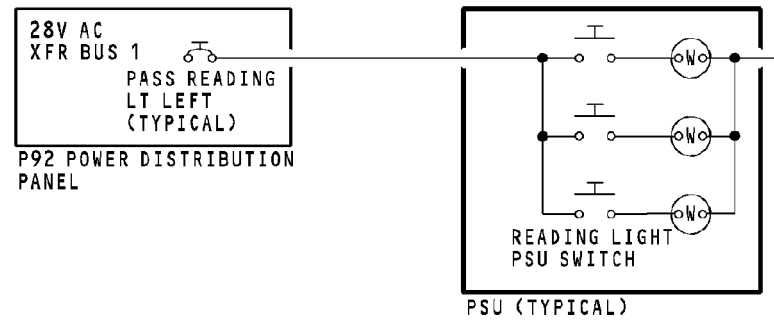 28V AC
XFR BUS 1
PASS READING
LT LEFT
(TYPICAL)
P92 POWER DISTRIBUTION
PANEL
W
W
W
READING LIGHT
PSU SWITCH
PSU (TYPICAL)